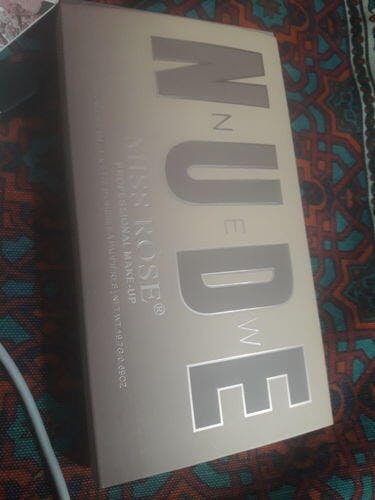 NUDE
NEW
MISS ROSE®
PROFESSIONAL MAKE-UP